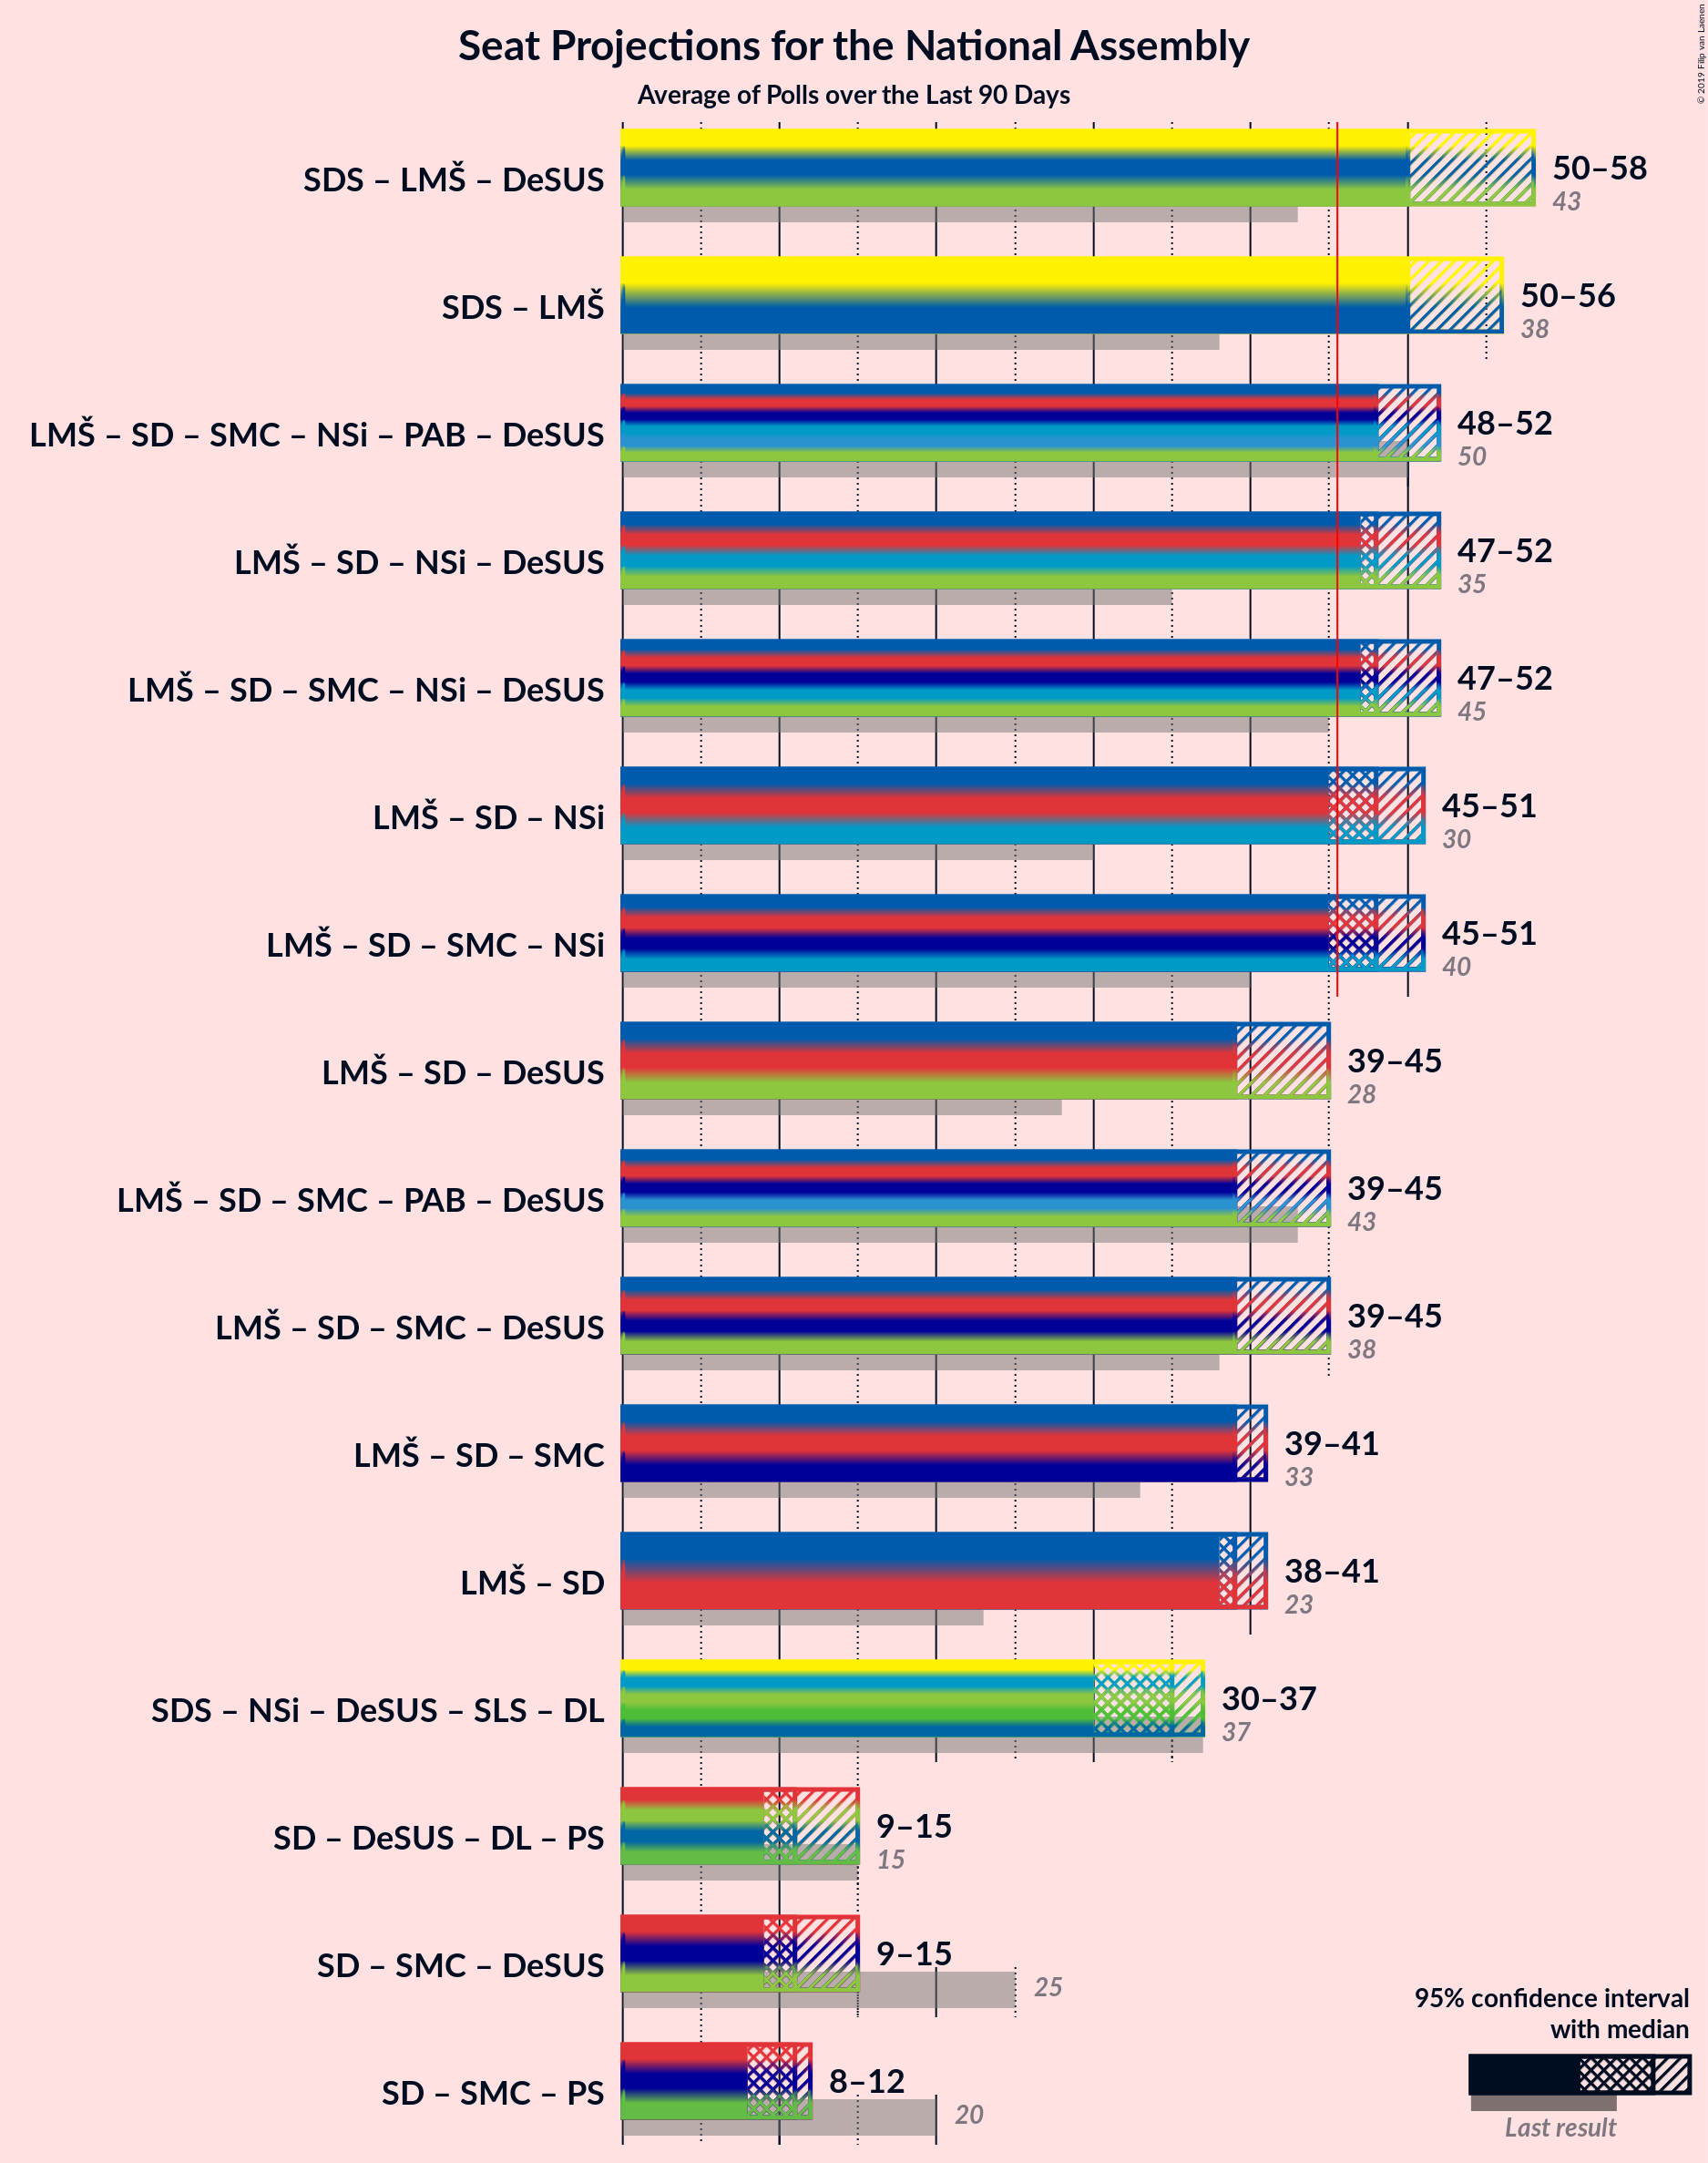 © 2019 Filip van Laenen
Seat Projections for the National Assembly
Average of Polls over the Last 90 Days
SDS – LMŠ – DeSUS
50–58
43
SDS – LMŠ
50–56
38
LMŠ – SD – SMC – NSi – PAB – DeSUS
48–52
50
LMŠ – SD – NSi – DeSUS
47–52
35
LMŠ – SD – SMC – NSi – DeSUS
47–52
45
LMŠ – SD – NSi
45–51
30
LMŠ – SD – SMC – NSi
45–51
40
LMŠ – SD – DeSUS
39–45
28
LMŠ – SD – SMC – PAB – DeSUS
39–45
43
LMŠ – SD – SMC – DeSUS
39–45
38
LMŠ – SD – SMC
39–41
33
LMŠ – SD
38–41
23
SDS – NSi – DeSUS – SLS – DL
30–37
37
SD – DeSUS – DL – PS
9–15
15
SD – SMC – DeSUS
9–15
25
SD – SMC – PS
8–12
20
95% confidence interval
with median
Last result